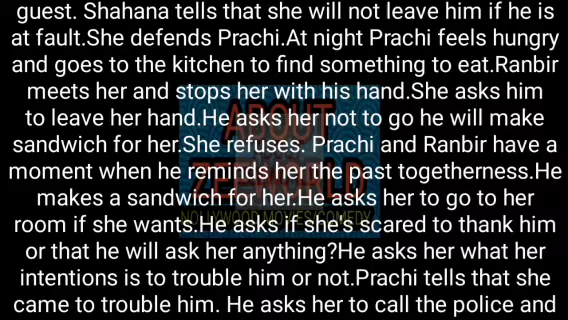 guest. Shahana tells that she will not leave him if he is
at fault.She defends Prachi.At night Prachi feels hungry
and goes to the kitchen to find something to eat.Ranbir
meets her and stops her with his hand.She asks him
to leave her hand.He asks her not to go he will make
sandwich for her.She refuses. Prachi and Ranbir have a
moment when he reminds her the past togetherness.He
makes a sandwich for her.He asks her to go to her
room if she wants.He asks if she's scared to thank him
or that he will ask her anything?He asks her what her
intentions is to trouble him or not.Prachi tells that she
came to trouble him. He asks her to call the police and
ABOUT
ZEEWORLD
NOLLYWOOD MOVIES/COMEDY